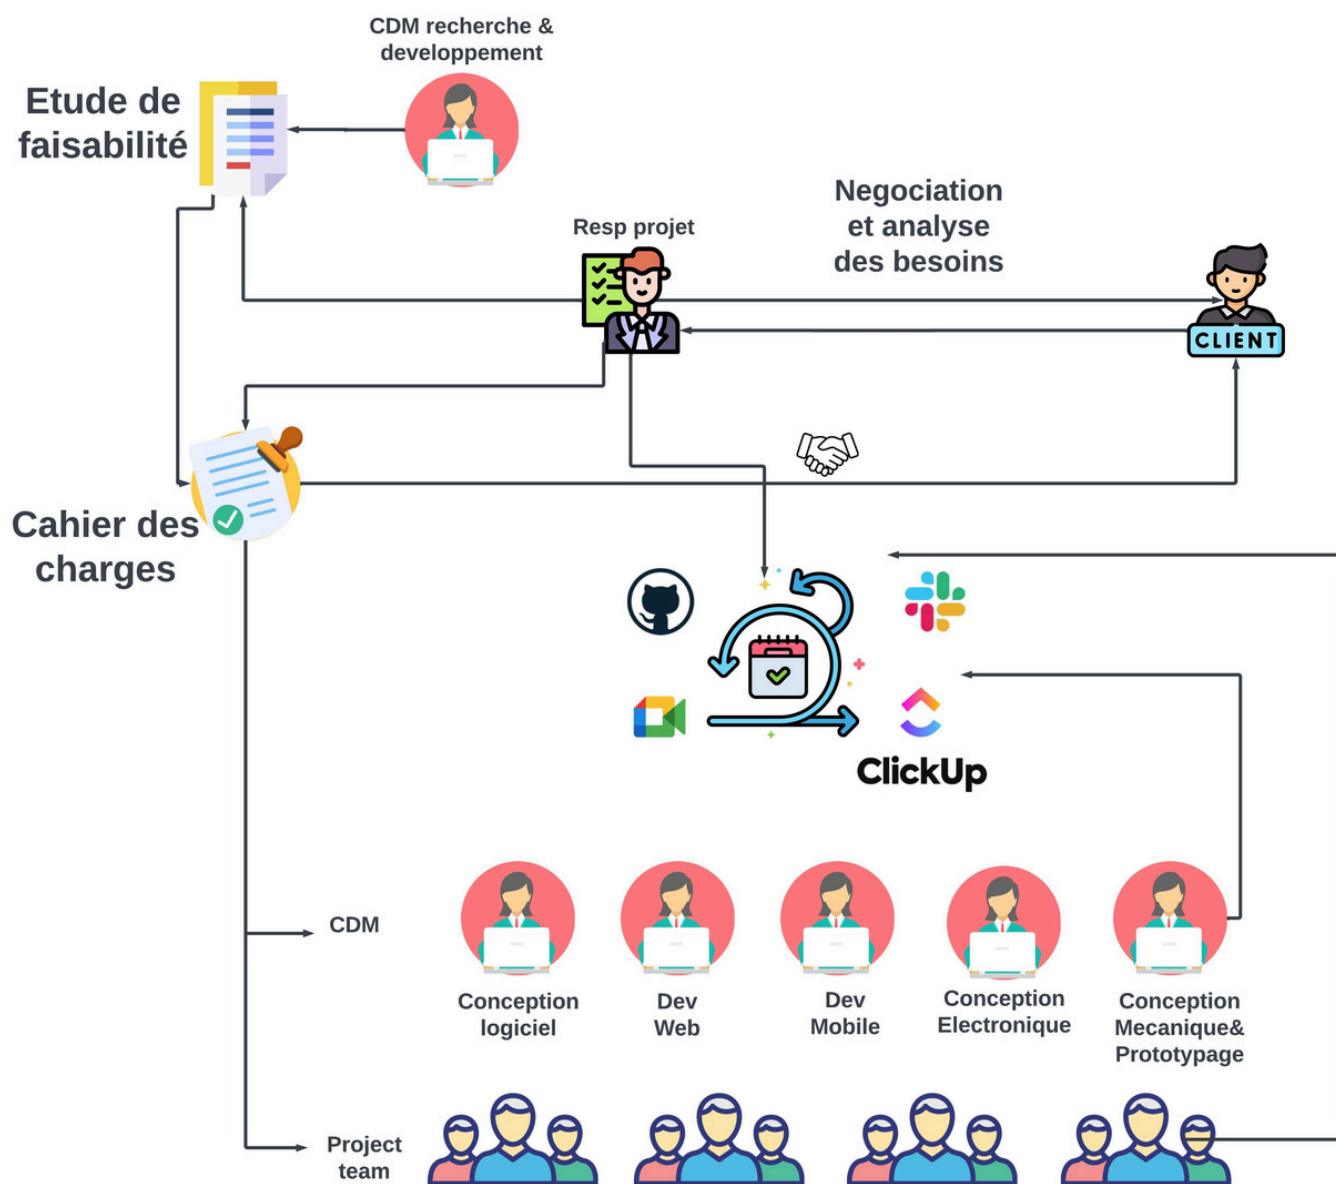 CDM recherche &
developpement
Etude de
faisabilité
Negociation
et analyse
des besoins
Resp projet
CLIENT
Cahier des
charges
ClickUp
CDM
Conception
logiciel
Dev
Web
Dev
Mobile
Conception
Electronique
Conception
Mecanique&
Prototypage
Project
team